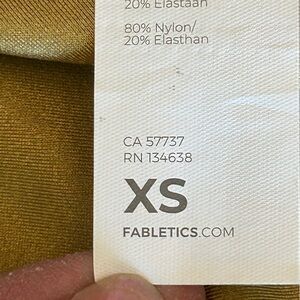 20% Elastaan
80% Nylon/
20% Elasthan
CA 57737
RN 134638
XS
FABLETICS.COM